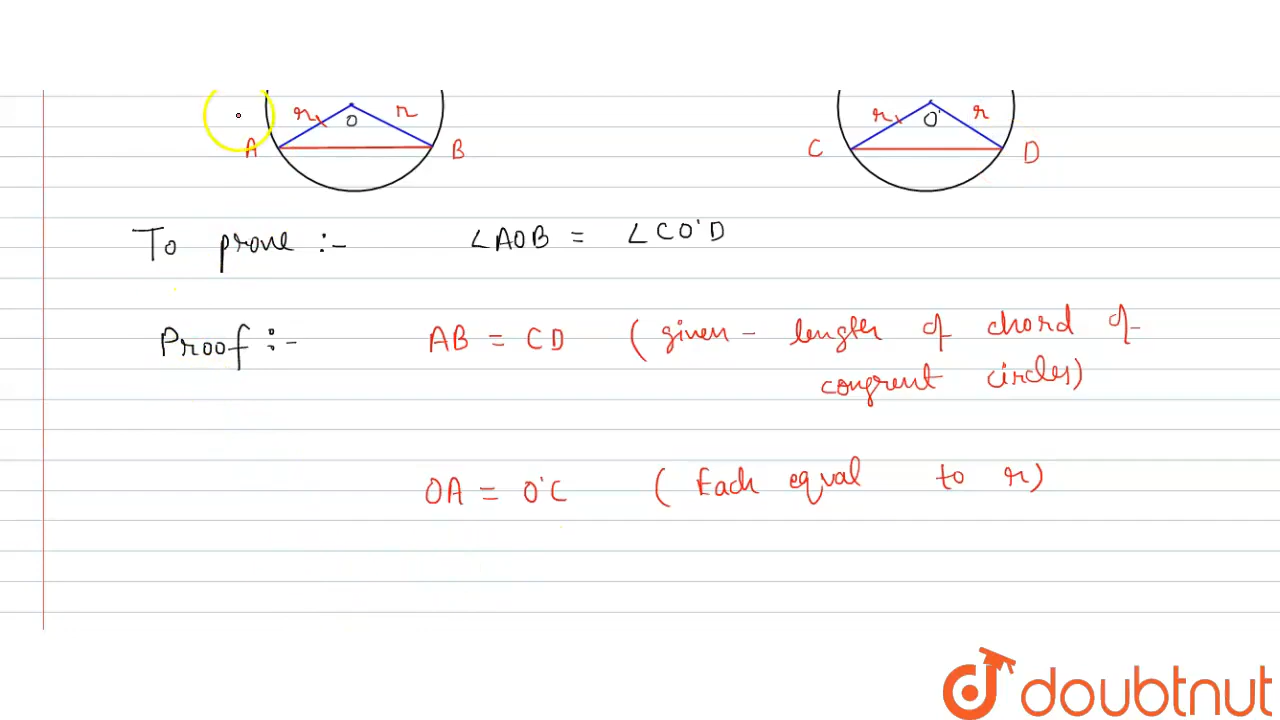 r r r r
O O'
A B C D
To prove :- ∠AOB = ∠CO'D
Proof :- AB = CD (given - length of chord of
congruent circles)
OA = O'C (Each equal to r)
doubtnut